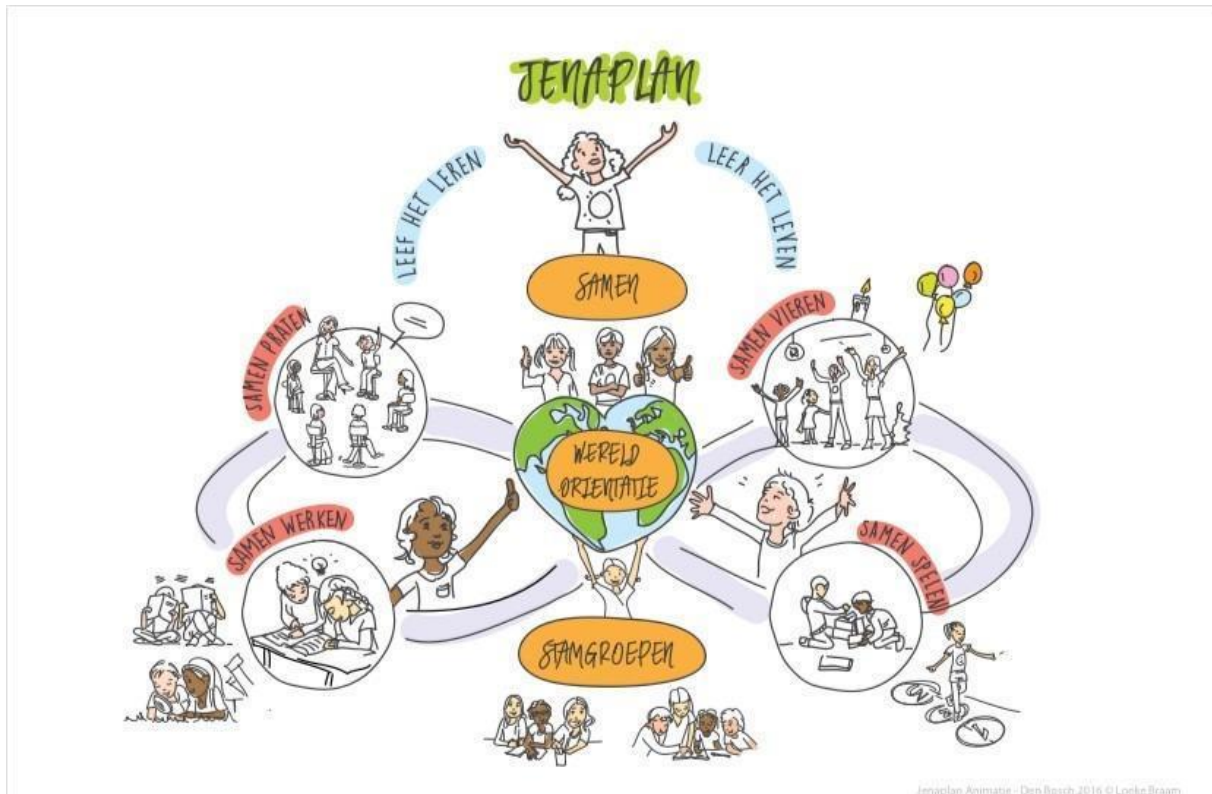 JENAPLAN
LEEF HET LEREN
LEER HET LEVEN
SAMEN
SAMEN PRATEN
SAMEN VIEREN
WERELD
ORIENTATIE
SAMEN WERKEN
SAMEN SPELEN
STAMGROEPEN
Jenaplan Animatie - Den Bosch 2016 © Loeke Braam